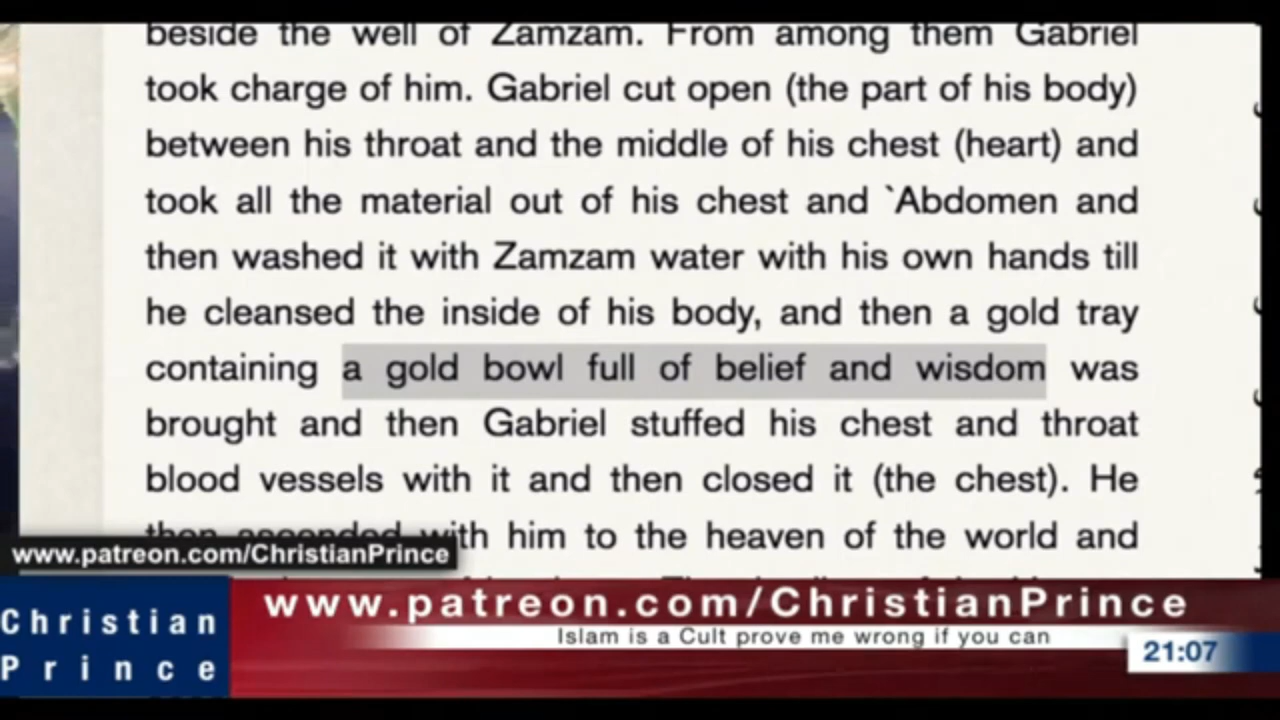 beside the well of Zamzam. From among them Gabriel
took charge of him. Gabriel cut open (the part of his body)
between his throat and the middle of his chest (heart) and
took all the material out of his chest and `Abdomen and
then washed it with Zamzam water with his own hands till
he cleansed the inside of his body, and then a gold tray
containing a gold bowl full of belief and wisdom was
brought and then Gabriel stuffed his chest and throat
blood vessels with it and then closed it (the chest). He
then ascended with him to the heaven of the world and
www.patreon.com/ChristianPrince
www.patreon.com/ChristianPrince
Islam is a Cult prove me wrong if you can
Christian
Prince
21:07